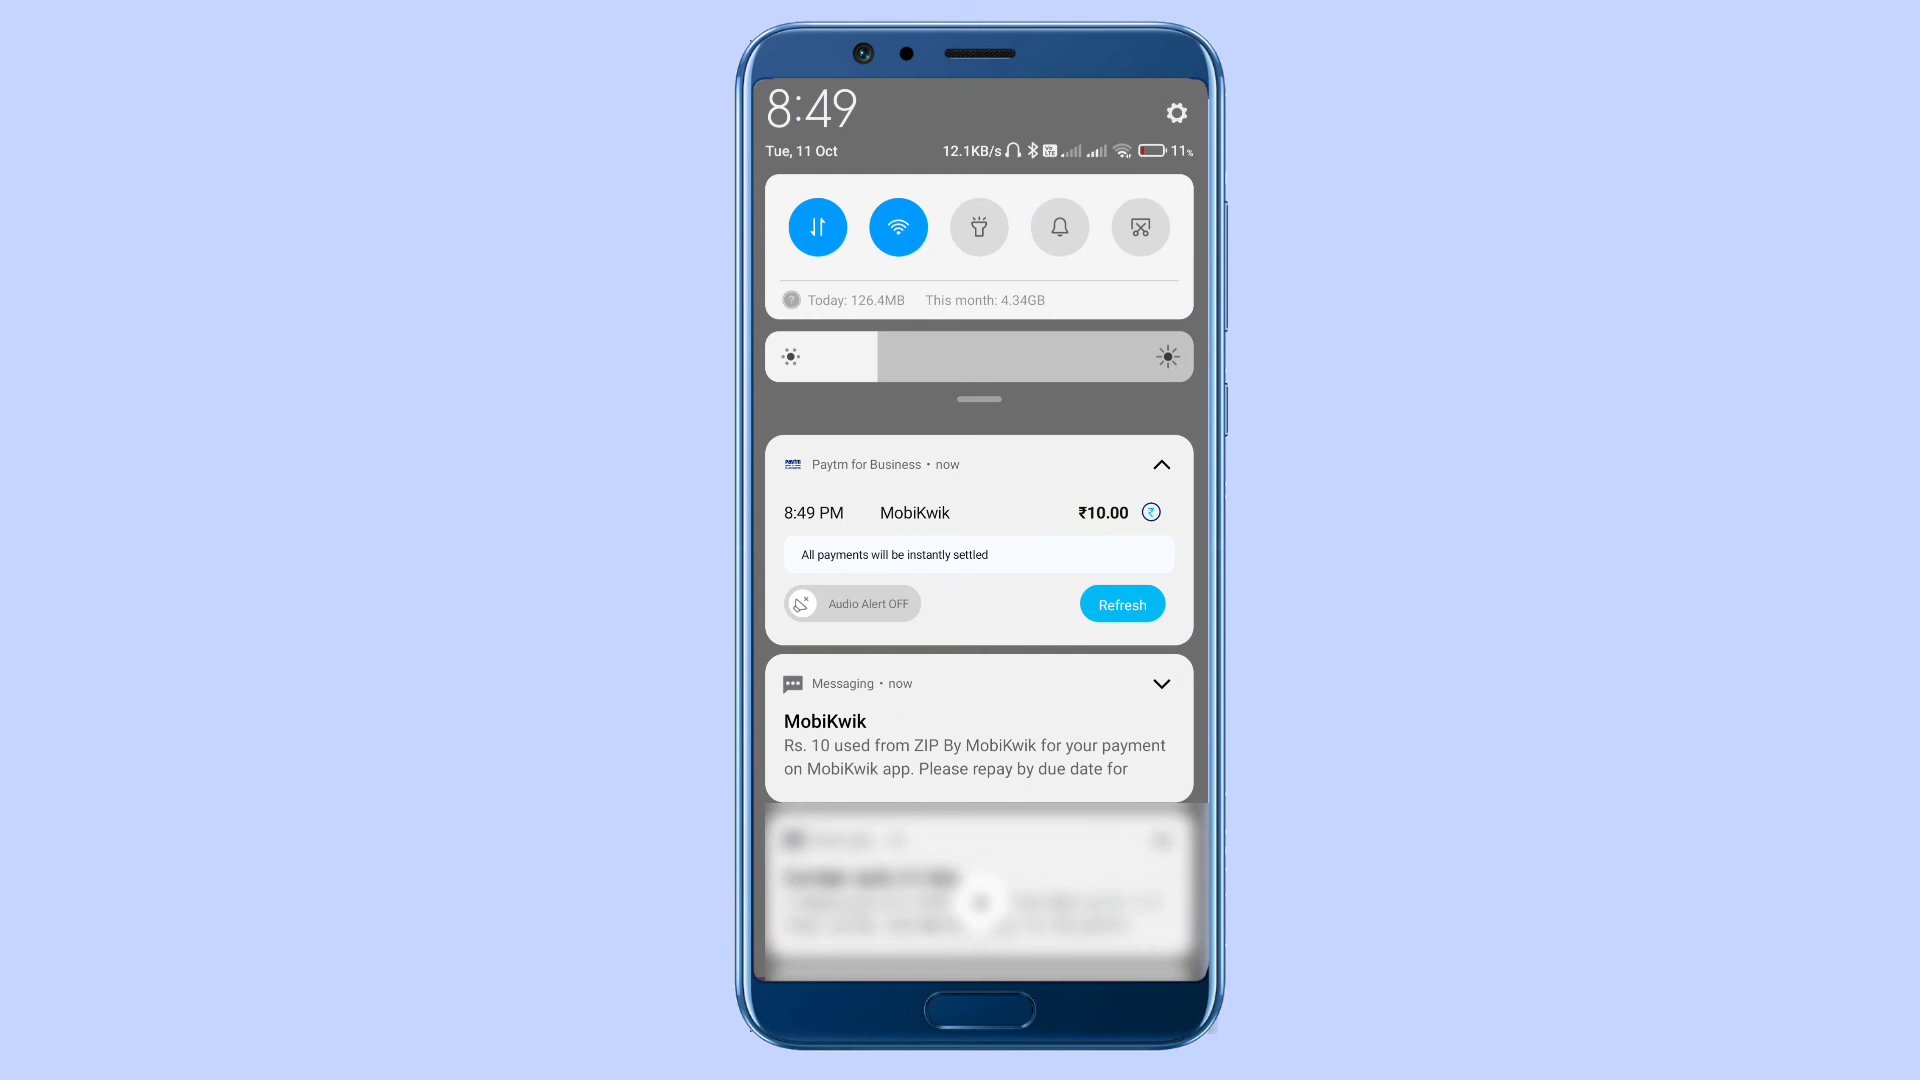 8:49
Tue, 11 Oct
12.1KB/s 11%
Today: 126.4MB This month: 4.34GB
Paytm for Business • now
8:49 PM MobiKwik ₹10.00
All payments will be instantly settled
Audio Alert OFF Refresh
Messaging • now
MobiKwik
Rs. 10 used from ZIP By MobiKwik for your payment
on MobiKwik app. Please repay by due date for